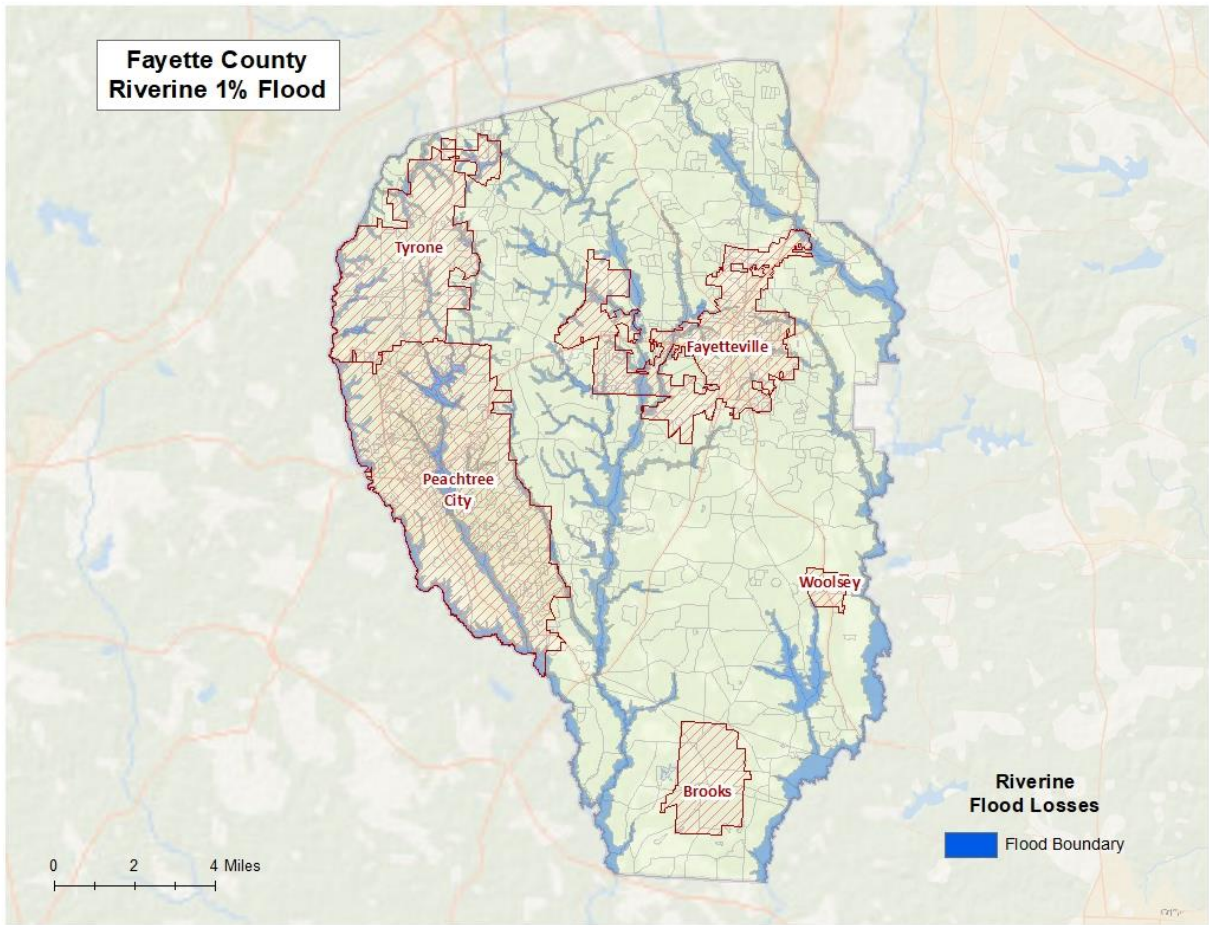 Fayette County
Riverine 1% Flood
Tyrone
Fayetteville
Peachtree
City
Woolsey
Brooks
Riverine
Flood Losses
Flood Boundary
0 2 4 Miles